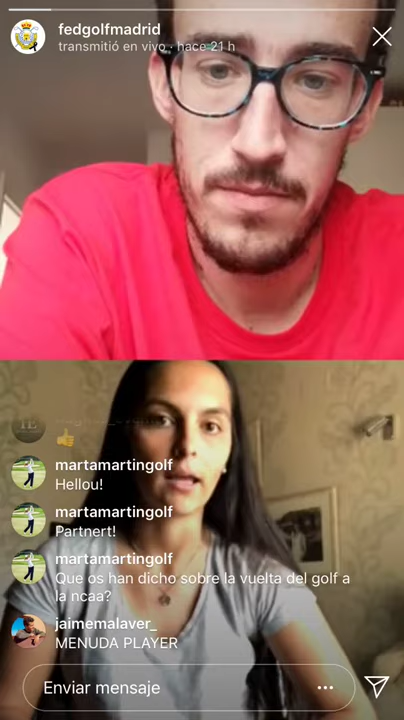 fedgolfmadrid
transmitió en vivo · hace 21 h
martamartingolf
Hellou!
martamartingolf
Partnert!
martamartingolf
Que os han dicho sobre la vuelta del golf a
la ncaa?
jaimemalaver_
MENUDA PLAYER
Enviar mensaje